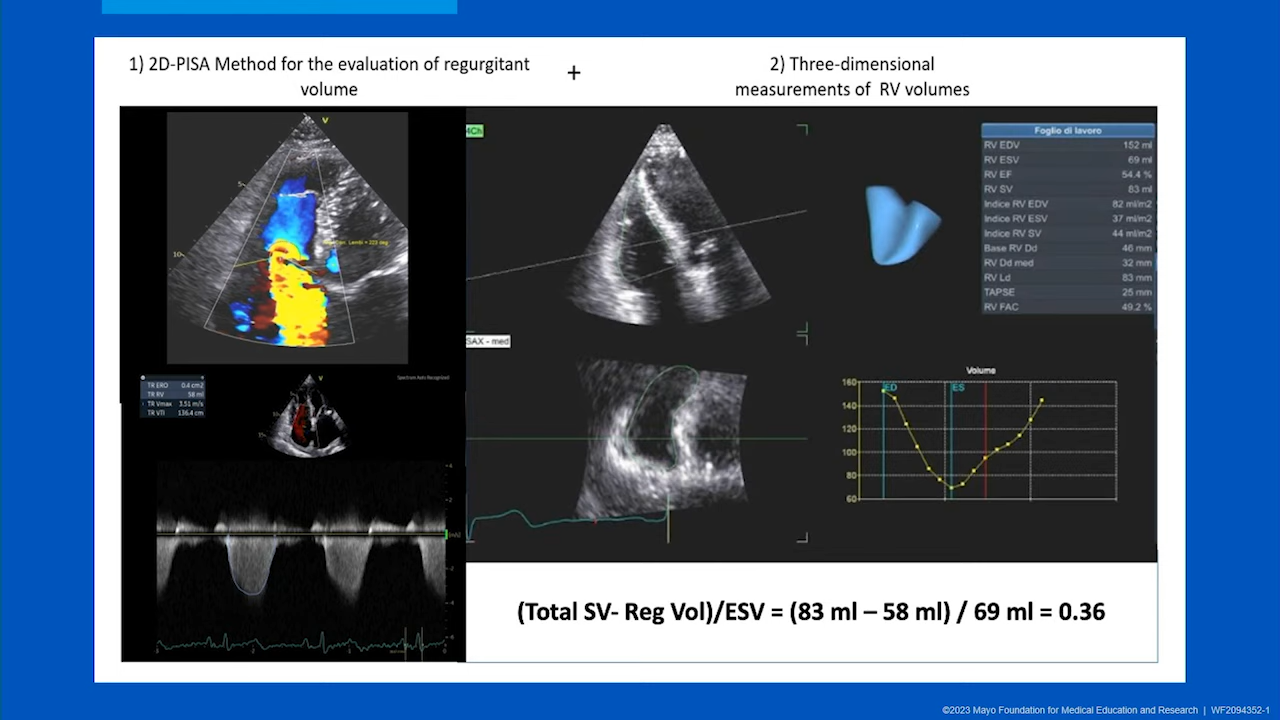 1) 2D-PISA Method for the evaluation of regurgitant
volume
+
2) Three-dimensional
measurements of RV volumes
V
5
10
TR ERO 0.4 cm2
TR RV 58 ml
TR Vmax 3.51 m/s
TR VTI 136.4 cm
V
4Ch
SAX - med
Foglio di lavoro
RV EDV 152 ml
RV ESV 69 ml
RV EF 54.4 %
RV SV 83 ml
Indice RV EDV 82 ml/m2
Indice RV ESV 37 ml/m2
Indice RV SV 44 ml/m2
Base RV Dd 46 mm
RV Dd med 32 mm
RV Ld 83 mm
TAPSE 25 mm
RV FAC 49.2 %
Volume
ED
ES
160
140
120
100
80
60
(Total SV- Reg Vol)/ESV = (83 ml – 58 ml) / 69 ml = 0.36
©2023 Mayo Foundation for Medical Education and Research | WF2094352-1